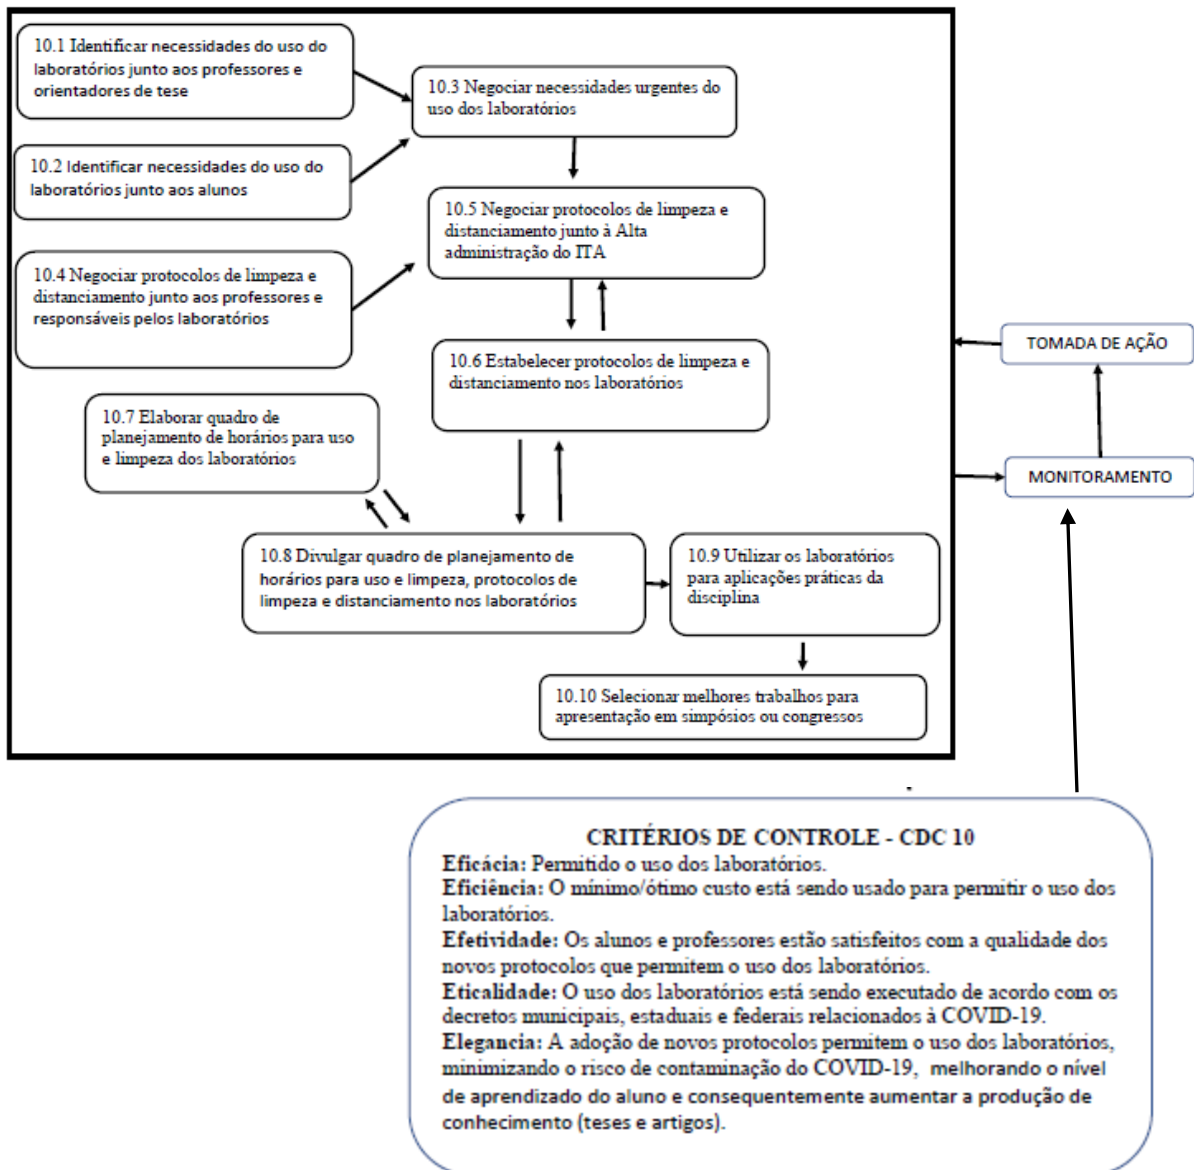 10.1 Identificar necessidades do uso do
laboratórios junto aos professores e
orientadores de tese
10.3 Negociar necessidades urgentes do
uso dos laboratórios
10.2 Identificar necessidades do uso do
laboratórios junto aos alunos
10.5 Negociar protocolos de limpeza e
distanciamento junto à Alta
administração do ITA
10.4 Negociar protocolos de limpeza e
distanciamento junto aos professores e
responsáveis pelos laboratórios
TOMADA DE AÇÃO
10.6 Estabelecer protocolos de limpeza e
distanciamento nos laboratórios
10.7 Elaborar quadro de
planejamento de horários para uso
e limpeza dos laboratórios
MONITORAMENTO
10.8 Divulgar quadro de planejamento de
horários para uso e limpeza, protocolos de
limpeza e distanciamento nos laboratórios
10.9 Utilizar os laboratórios
para aplicações práticas da
disciplina
10.10 Selecionar melhores trabalhos para
apresentação em simpósios ou congressos
CRITÉRIOS DE CONTROLE - CDC 10
Eficácia: Permitido o uso dos laboratórios.
Eficiência: O mínimo/ótimo custo está sendo usado para permitir o uso dos
laboratórios.
Efetividade: Os alunos e professores estão satisfeitos com a qualidade dos
novos protocolos que permitem o uso dos laboratórios.
Eticalidade: O uso dos laboratórios está sendo executado de acordo com os
decretos municipais, estaduais e federais relacionados à COVID-19.
Elegancia: A adoção de novos protocolos permitem o uso dos laboratórios,
minimizando o risco de contaminação do COVID-19, melhorando o nível
de aprendizado do aluno e consequentemente aumentar a produção de
conhecimento (teses e artigos).